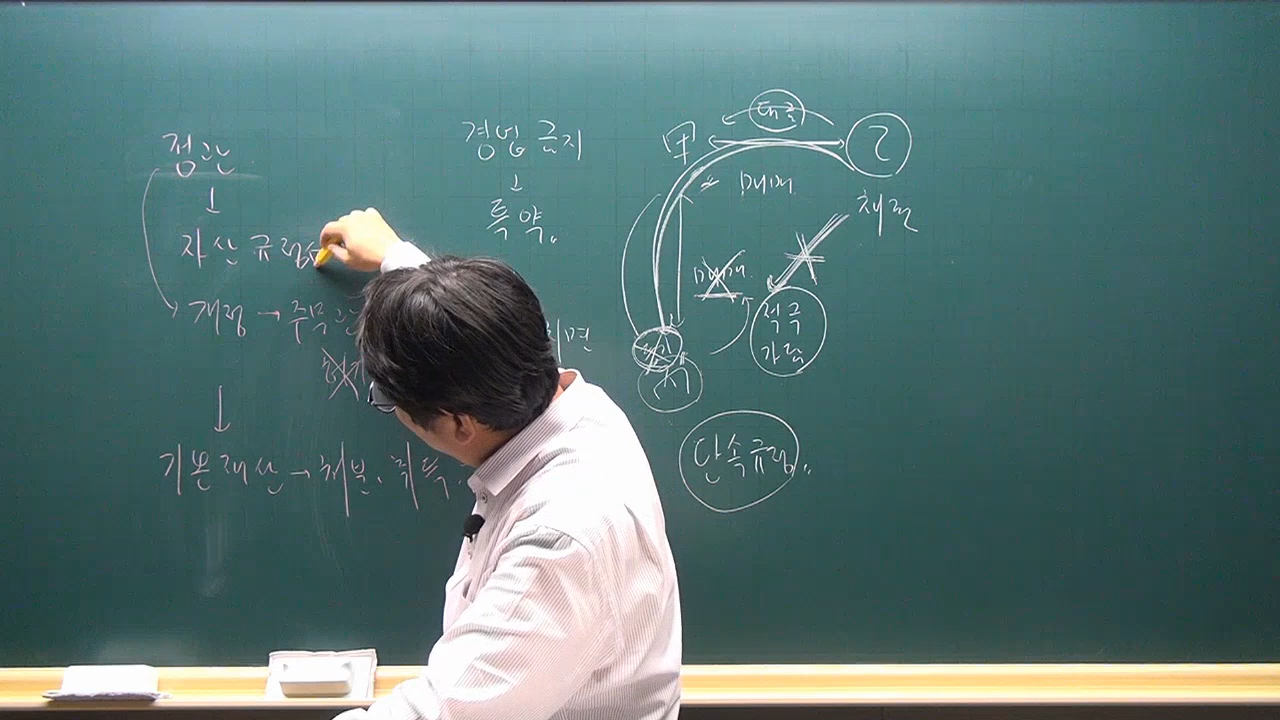 정관
↓
자산 규정
개정 → 주무관
↓
기본재산 → 처분. 취득.
경업 금지
↓
특약.
甲
대금
乙
매매
채권
매매
적극
가담
단속규정.